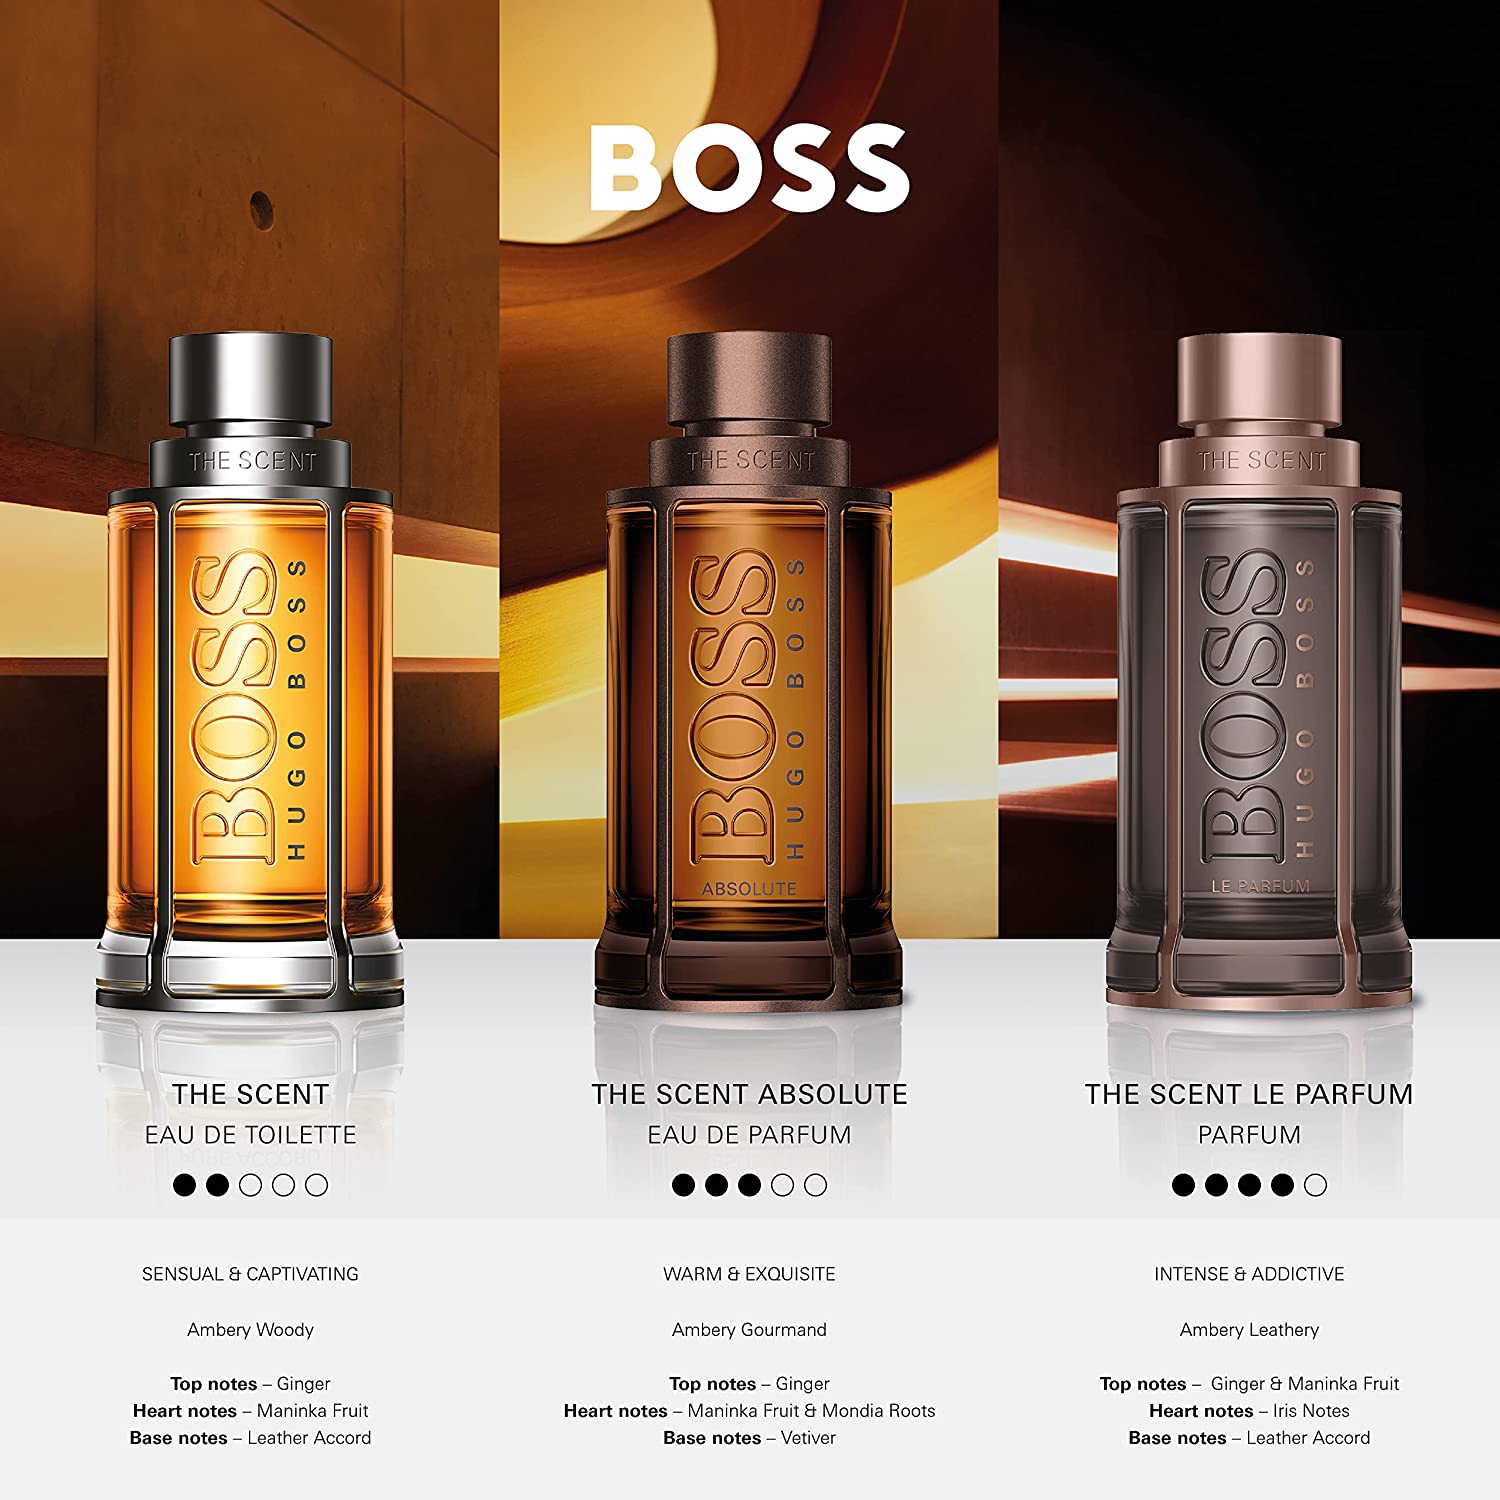 BOSS
THE SCENT
BOSS
HUGO BOSS
THE SCENT
BOSS
HUGO BOSS
ABSOLUTE
THE SCENT
BOSS
HUGO BOSS
LE PARFUM
THE SCENT
EAU DE TOILETTE
SENSUAL & CAPTIVATING
Ambery Woody
Top notes – Ginger
Heart notes – Maninka Fruit
Base notes – Leather Accord
THE SCENT ABSOLUTE
EAU DE PARFUM
WARM & EXQUISITE
Ambery Gourmand
Top notes – Ginger
Heart notes – Maninka Fruit & Mondia Roots
Base notes – Vetiver
THE SCENT LE PARFUM
PARFUM
INTENSE & ADDICTIVE
Ambery Leathery
Top notes – Ginger & Maninka Fruit
Heart notes – Iris Notes
Base notes – Leather Accord